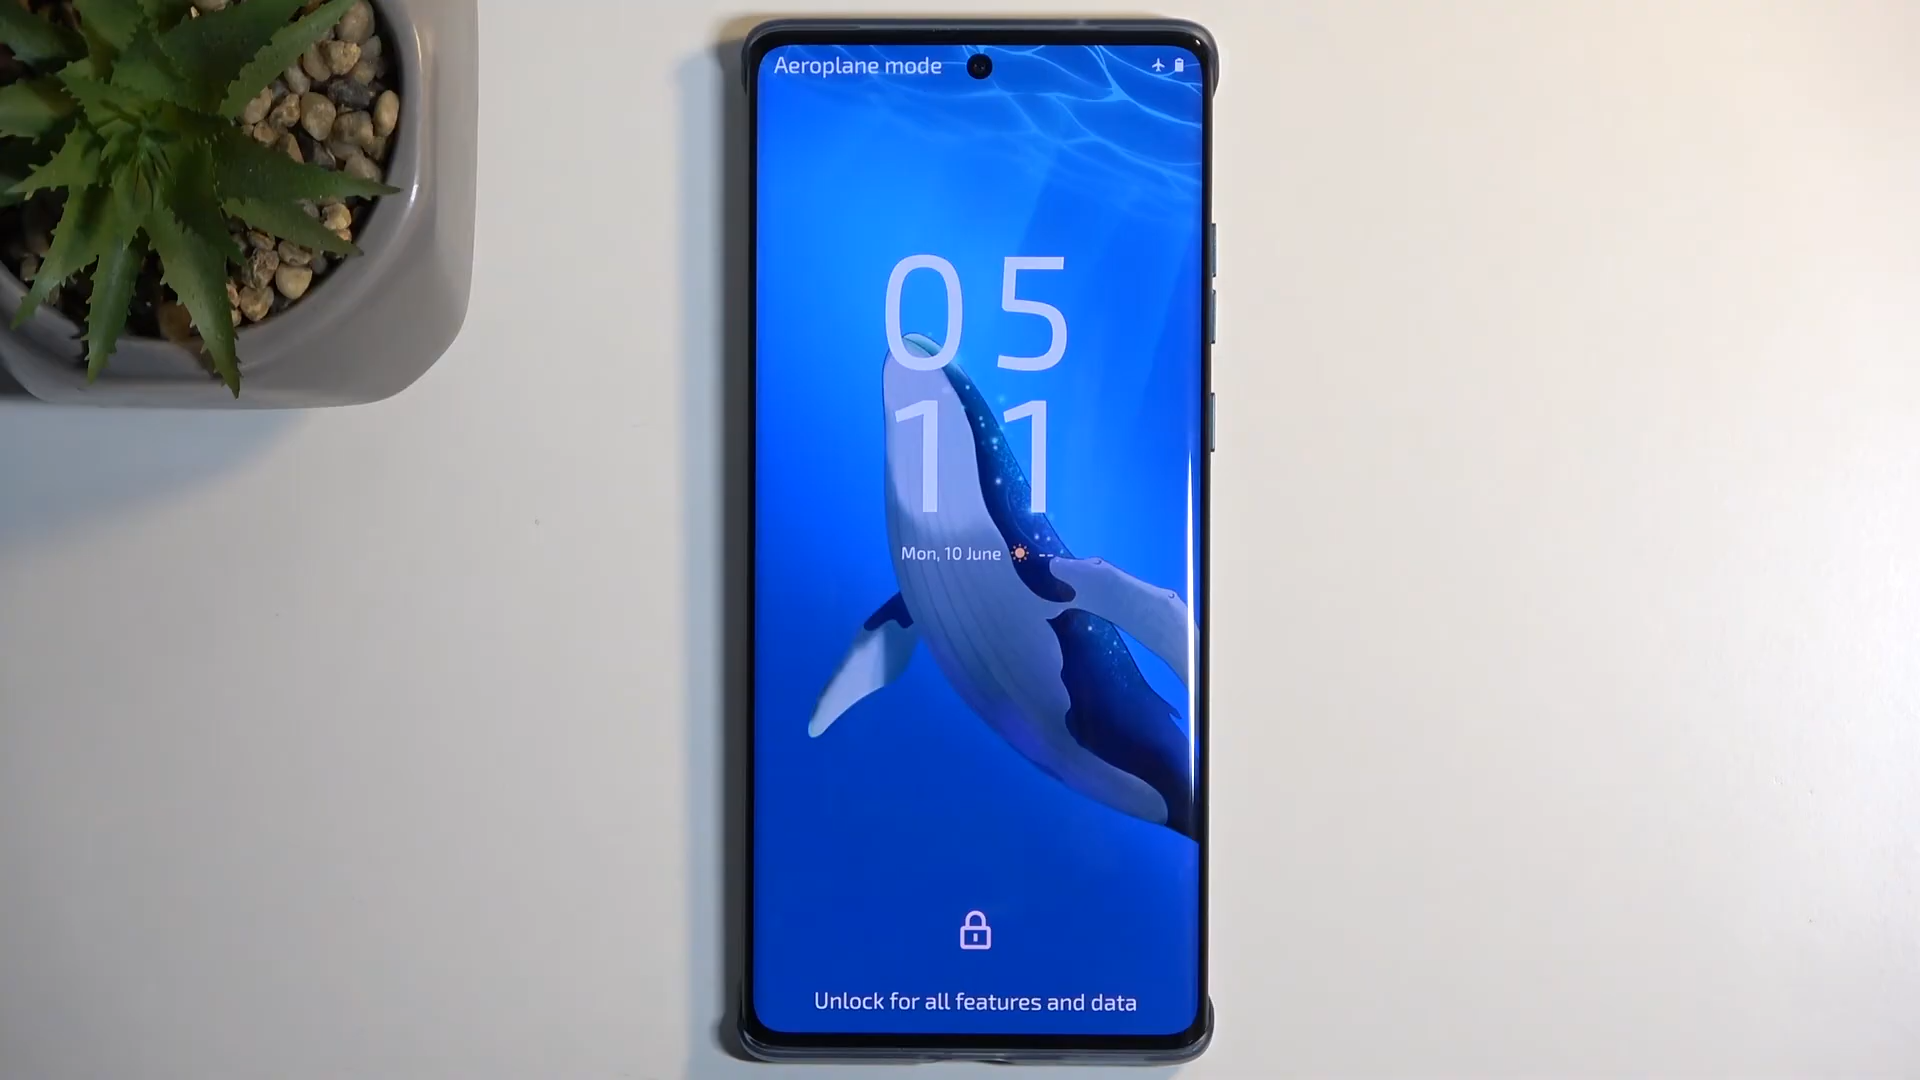 Aeroplane mode
05
11
Mon, 10 June --
Unlock for all features and data